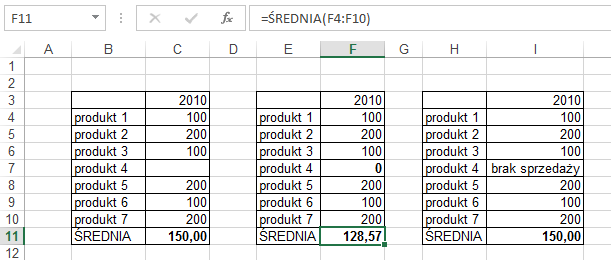 F11 fx =ŚREDNIA(F4:F10)
A B C D E F G H I
1
2
3 2010 2010 2010
4 produkt 1 100 produkt 1 100 produkt 1 100
5 produkt 2 200 produkt 2 200 produkt 2 200
6 produkt 3 100 produkt 3 100 produkt 3 100
7 produkt 4 produkt 4 0 produkt 4 brak sprzedaży
8 produkt 5 200 produkt 5 200 produkt 5 200
9 produkt 6 100 produkt 6 100 produkt 6 100
10 produkt 7 200 produkt 7 200 produkt 7 200
11 ŚREDNIA 150,00 ŚREDNIA 128,57 ŚREDNIA 150,00
12